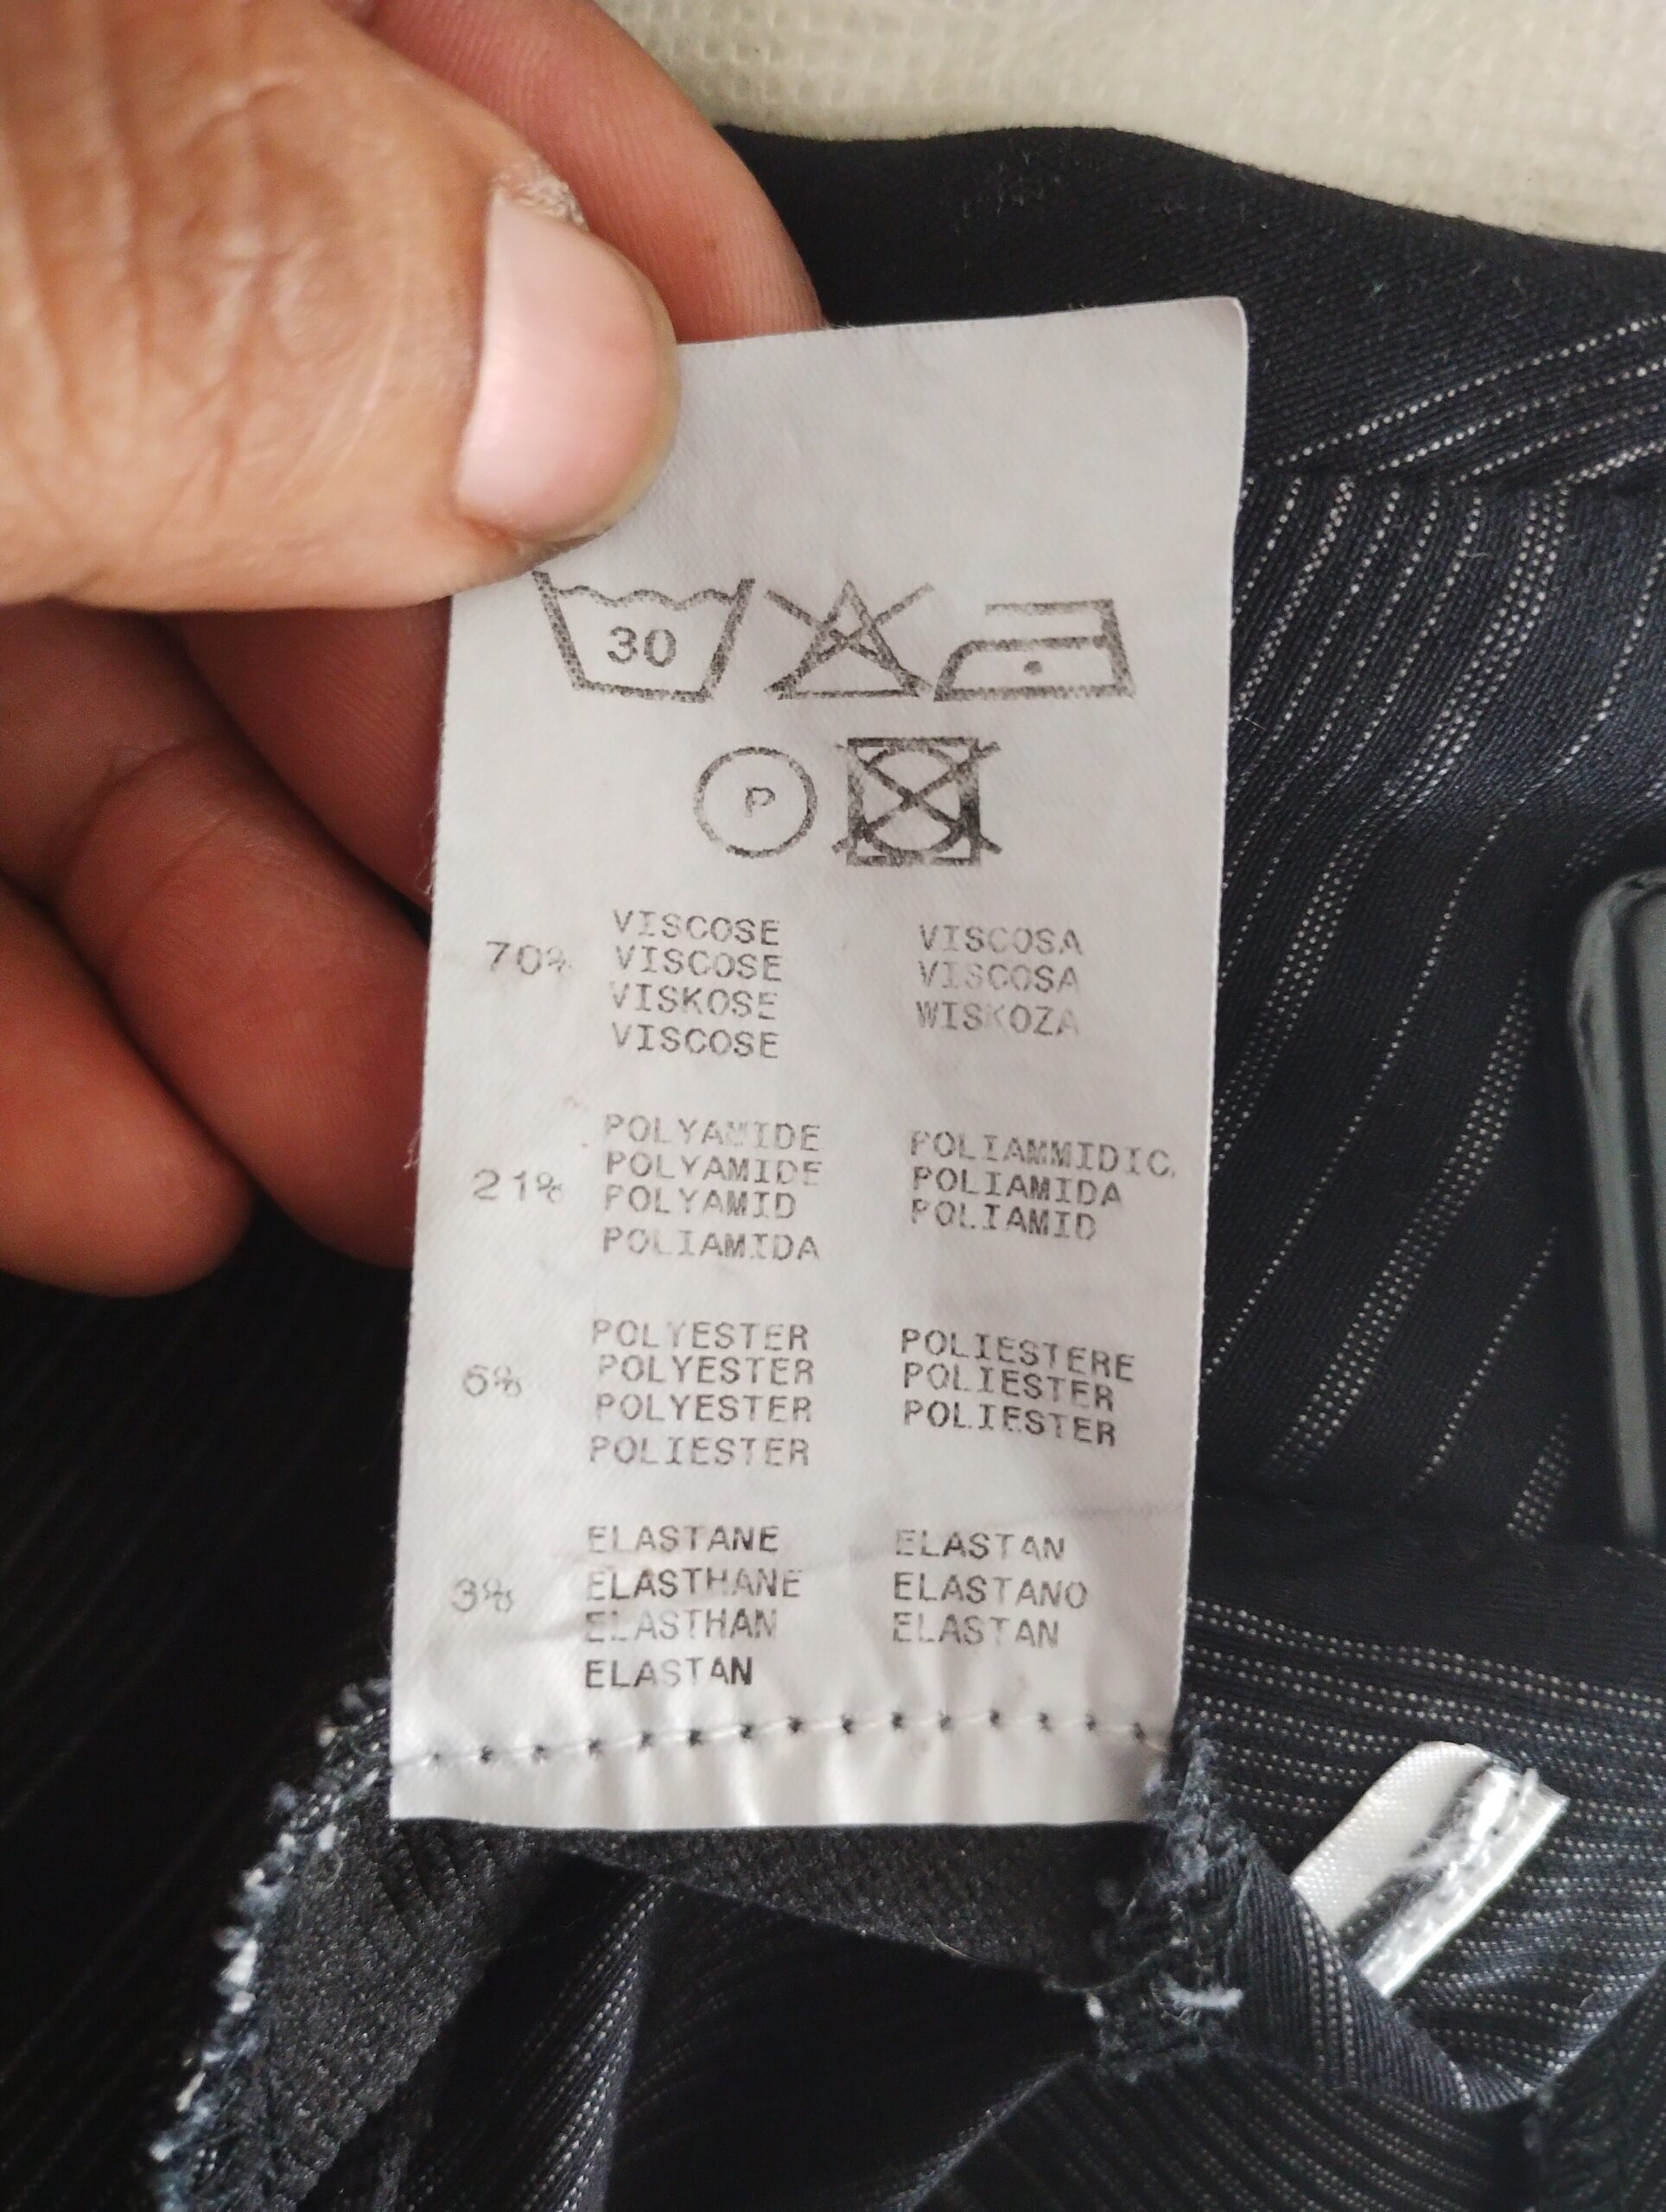 30
P
70% VISCOSE VISCOSA
VISCOSE VISCOSA
VISKOSE WISKOZA
VISCOSE
21% POLYAMIDE POLIAMMIDIC.
POLYAMIDE POLIAMIDA
POLYAMID POLIAMID
POLIAMIDA
6% POLYESTER POLIESTERE
POLYESTER POLIESTER
POLYESTER POLIESTER
POLIESTER
3% ELASTANE ELASTAN
ELASTHANE ELASTANO
ELASTHAN ELASTAN
ELASTAN